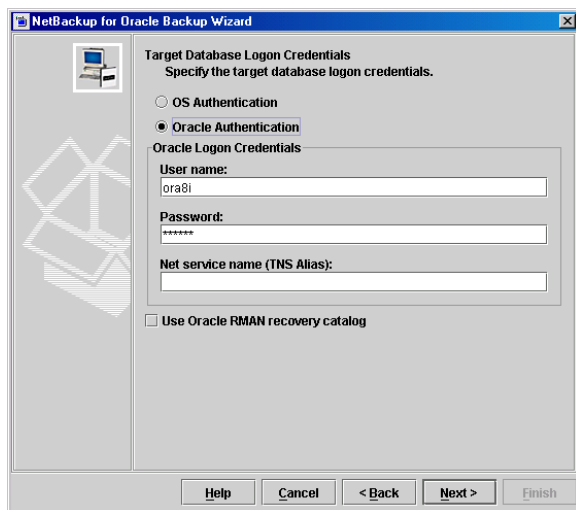 NetBackup for Oracle Backup Wizard
Target Database Logon Credentials
Specify the target database logon credentials.
OS Authentication
Oracle Authentication
Oracle Logon Credentials
User name:
ora8i
Password:
******
Net service name (TNS Alias):
Use Oracle RMAN recovery catalog
Help
Cancel
< Back
Next >
Finish